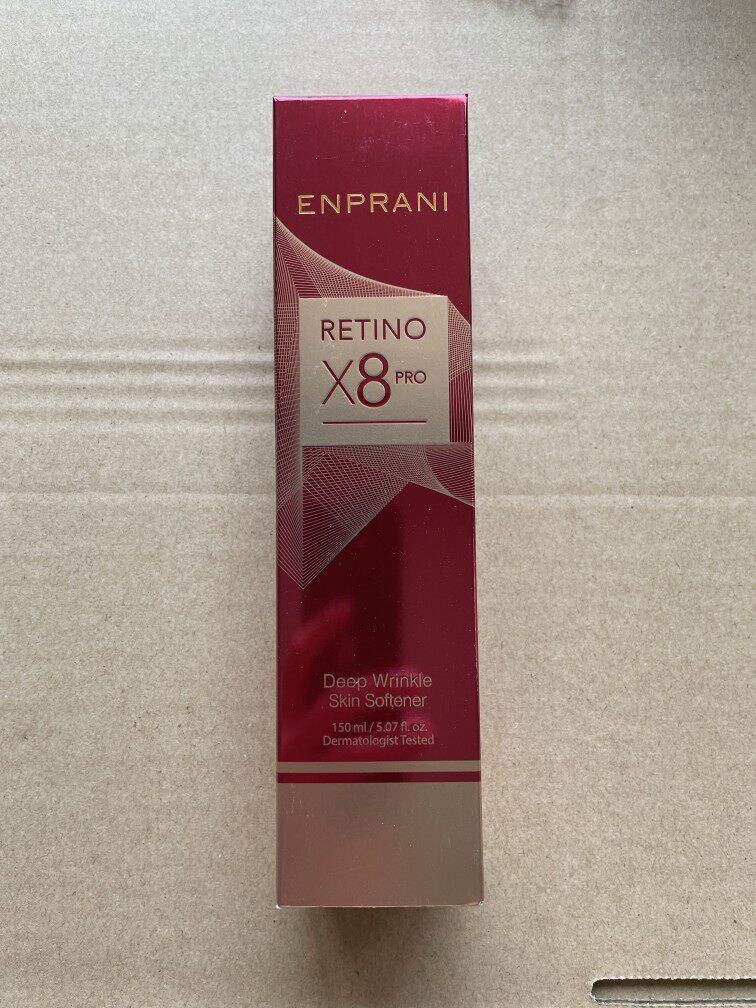 ENPRANI
RETINO
X8 PRO
Deep Wrinkle
Skin Softener
150 ml / 5.07 fl. oz.
Dermatologist Tested